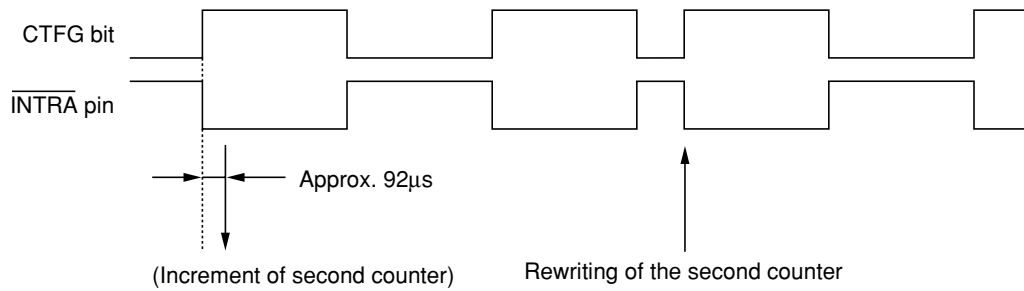 CTFG bit
INTRA pin
Approx. 92μs
(Increment of second counter)
Rewriting of the second counter